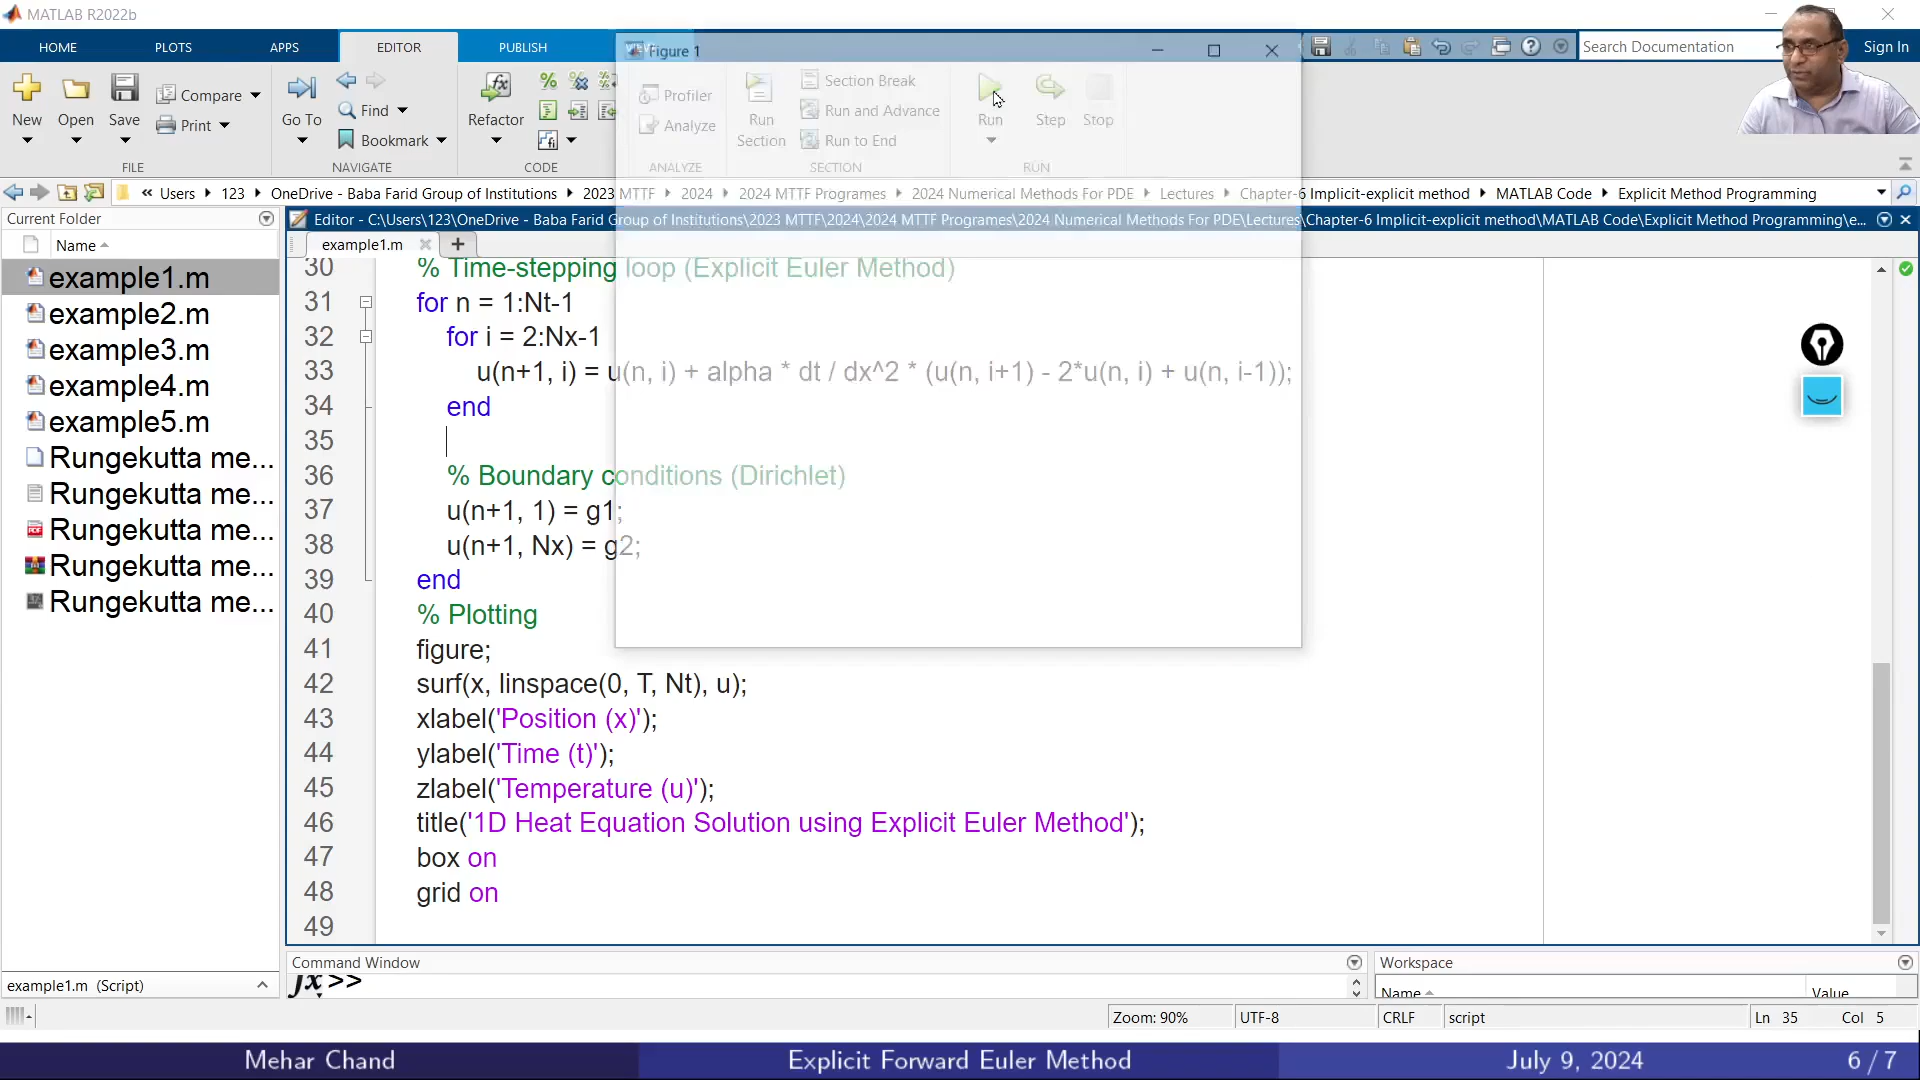 MATLAB R2022b
HOME
PLOTS
APPS
EDITOR
PUBLISH
Figure 1
Search Documentation
Sign In
New
Open
Save
Compare
Print
FILE
Go To
Find
Bookmark
NAVIGATE
Refactor
CODE
Profiler
Analyze
ANALYZE
Run
Section
Section Break
Run and Advance
Run to End
SECTION
Run
Step
Stop
RUN
« Users
123
OneDrive - Baba Farid Group of Institutions
2023 MTTF
2024
2024 MTTF Programes
2024 Numerical Methods For PDE
Lectures
Chapter-6 Implicit-explicit method
MATLAB Code
Explicit Method Programming
Current Folder
Editor - C:\Users\123\OneDrive - Baba Farid Group of Institutions\2023 MTTF\2024\2024 MTTF Programes\2024 Numerical Methods For PDE\Lectures\Chapter-6 Implicit-explicit method\MATLAB Code\Explicit Method Programming\e...
Name
example1.m
example2.m
example3.m
example4.m
example5.m
Rungekutta me...
Rungekutta me...
Rungekutta me...
Rungekutta me...
Rungekutta me...
example1.m (Script)
example1.m
30 % Time-stepping loop (Explicit Euler Method)
31 for n = 1:Nt-1
32 for i = 2:Nx-1
33 u(n+1, i) = u(n, i) + alpha * dt / dx^2 * (u(n, i+1) - 2*u(n, i) + u(n, i-1));
34 end
35
36 % Boundary conditions (Dirichlet)
37 u(n+1, 1) = g1;
38 u(n+1, Nx) = g2;
39 end
40 % Plotting
41 figure;
42 surf(x, linspace(0, T, Nt), u);
43 xlabel('Position (x)');
44 ylabel('Time (t)');
45 zlabel('Temperature (u)');
46 title('1D Heat Equation Solution using Explicit Euler Method');
47 box on
48 grid on
49
Command Window
fx >>
Workspace
Name
Value
Zoom: 90%
UTF-8
CRLF
script
Ln 35
Col 5
Mehar Chand
Explicit Forward Euler Method
July 9, 2024
6 / 7